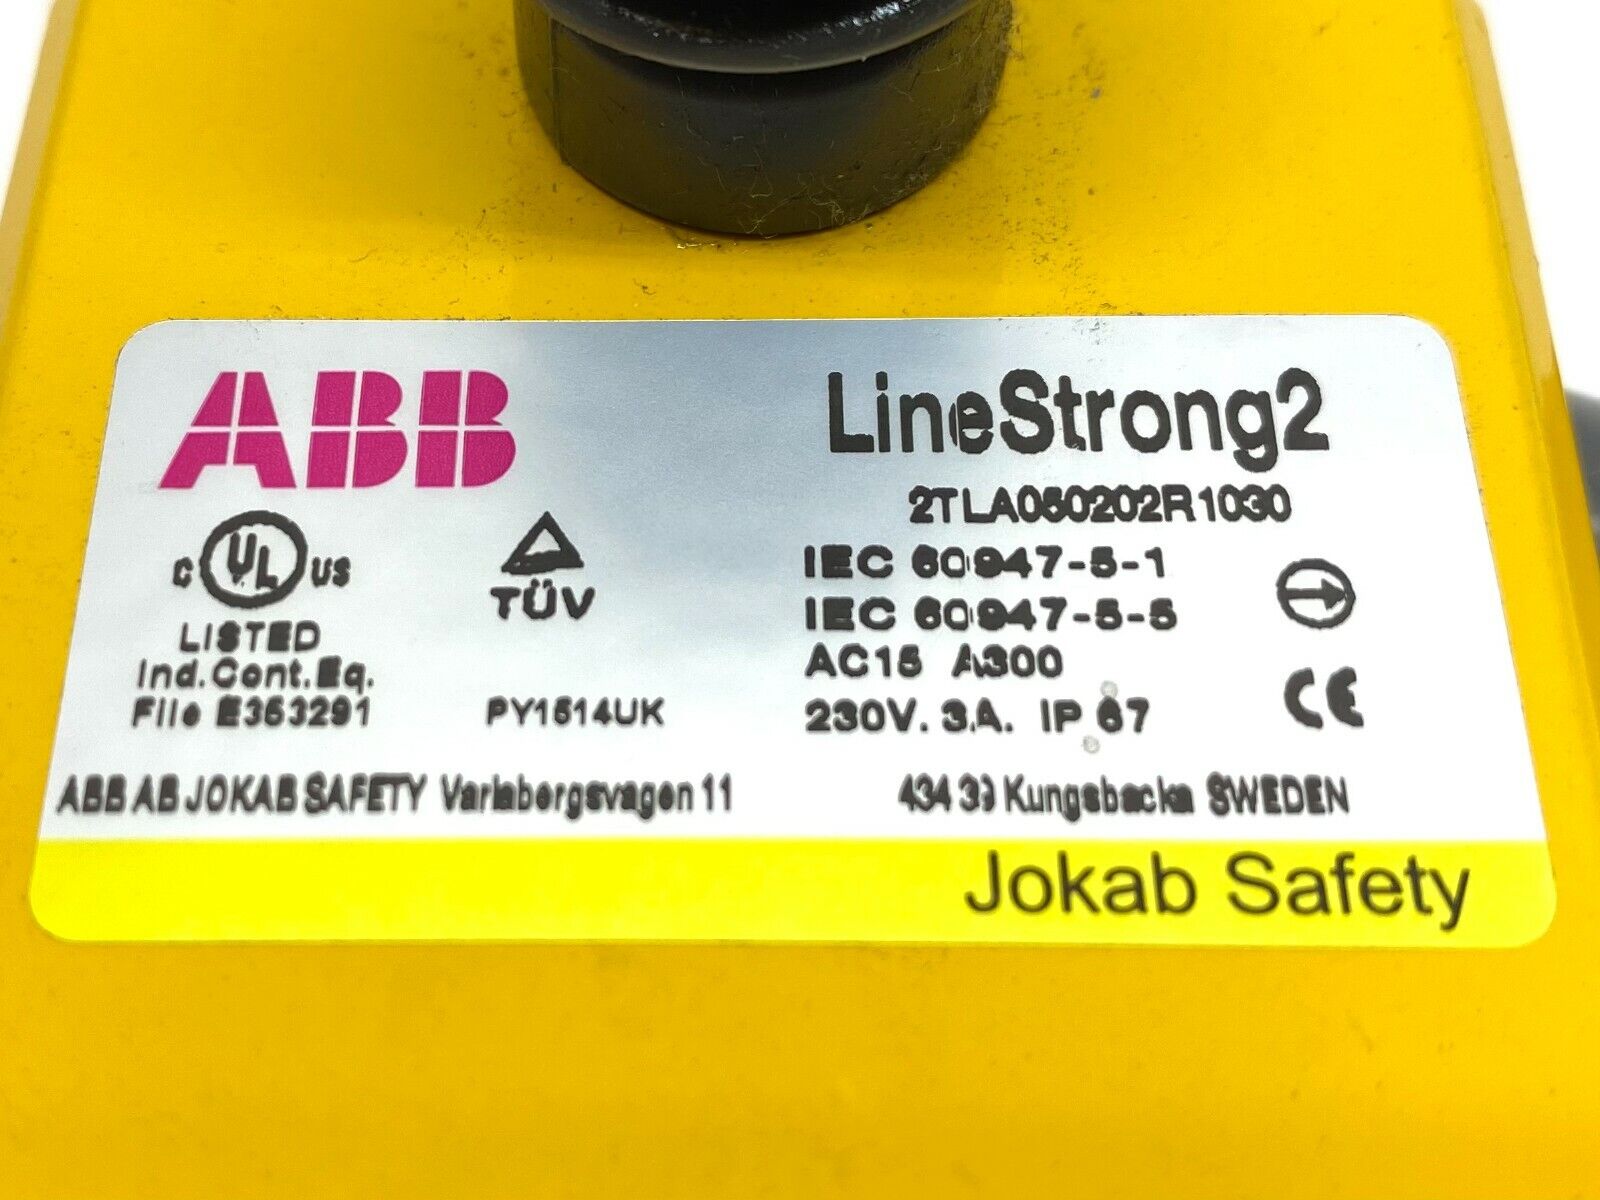 ABB
LineStrong2
2TLA050202R1030
C UL US
LISTED
Ind.Cont.Eq.
File E353291
TÜV
PY1514UK
IEC 60947-5-1
IEC 60947-5-5
AC15 A300
230V. 3A. IP 67
CE
ABB AB JOKAB SAFETY Varlabergsvagen 11
434 39 Kungsbacka SWEDEN
Jokab Safety